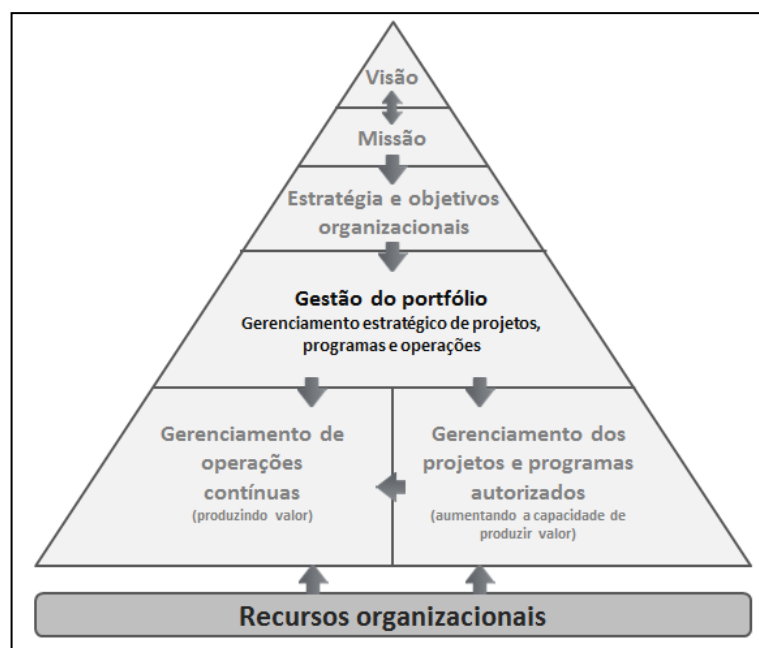 Visão
Missão
Estratégia e objetivos
organizacionais
Gestão do portfólio
Gerenciamento estratégico de projetos,
programas e operações
Gerenciamento de
operações
contínuas
(produzindo valor)
Gerenciamento dos
projetos e programas
autorizados
(aumentando a capacidade de
produzir valor)
Recursos organizacionais